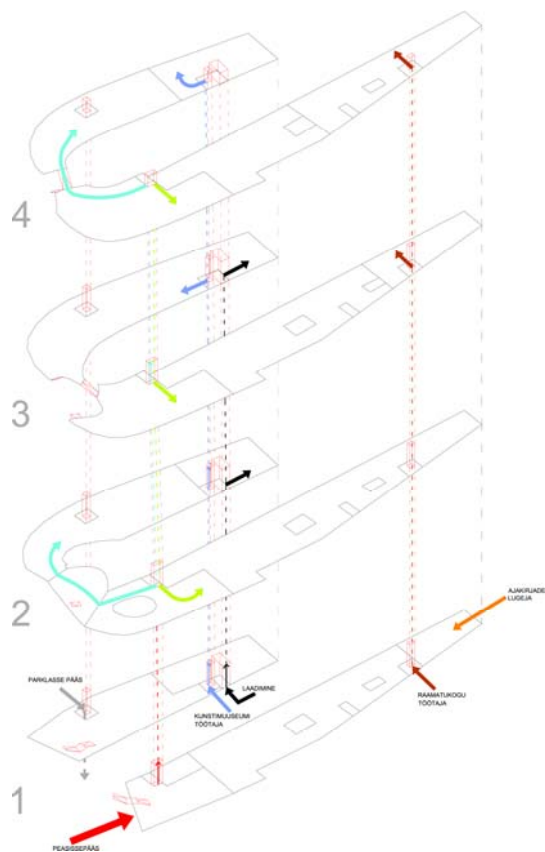 4
3
2
AJAKIRJADE
LUGEJA
PARKLASSE PÄÄS
LAADIMINE
RAAMATUKOGU
TÖÖTAJA
KUNSTIMUUSEUMI
TÖÖTAJA
1
PEASISSEPÄÄS